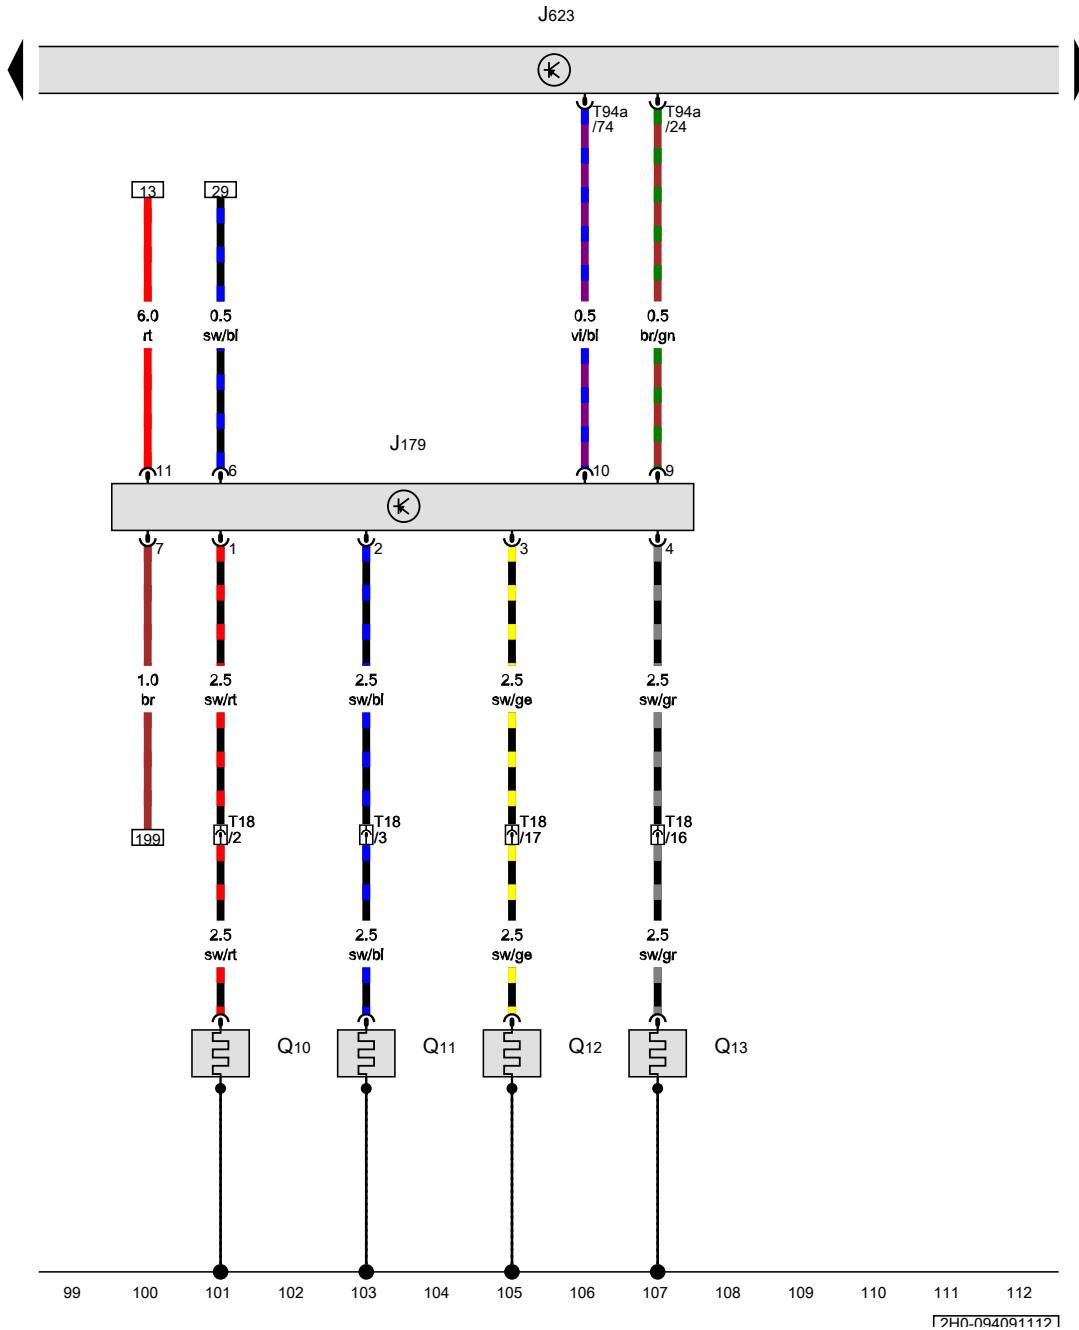 J623
T94a T94a
/74 /24
13 29
6.0 0.5 0.5 0.5
rt sw/bl vi/bl br/gn
J179
11 6 10 9
7 1 2 3 4
1.0 2.5 2.5 2.5 2.5
br sw/rt sw/bl sw/ge sw/gr
T18 T18 T18 T18
199 /2 /3 /17 /16
2.5 2.5 2.5 2.5
sw/rt sw/bl sw/ge sw/gr
Q10 Q11 Q12 Q13
99 100 101 102 103 104 105 106 107 108 109 110 111 112
2H0-094091112